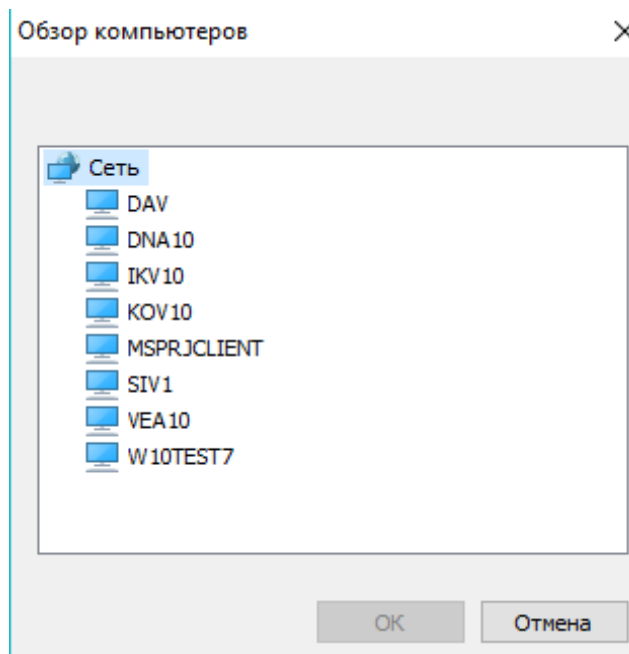 Обзор компьютеров
Сеть
DAV
DNA10
IKV10
KOV10
MSPRJCLIENT
SIV1
VEA10
W10TEST7
OK
Отмена